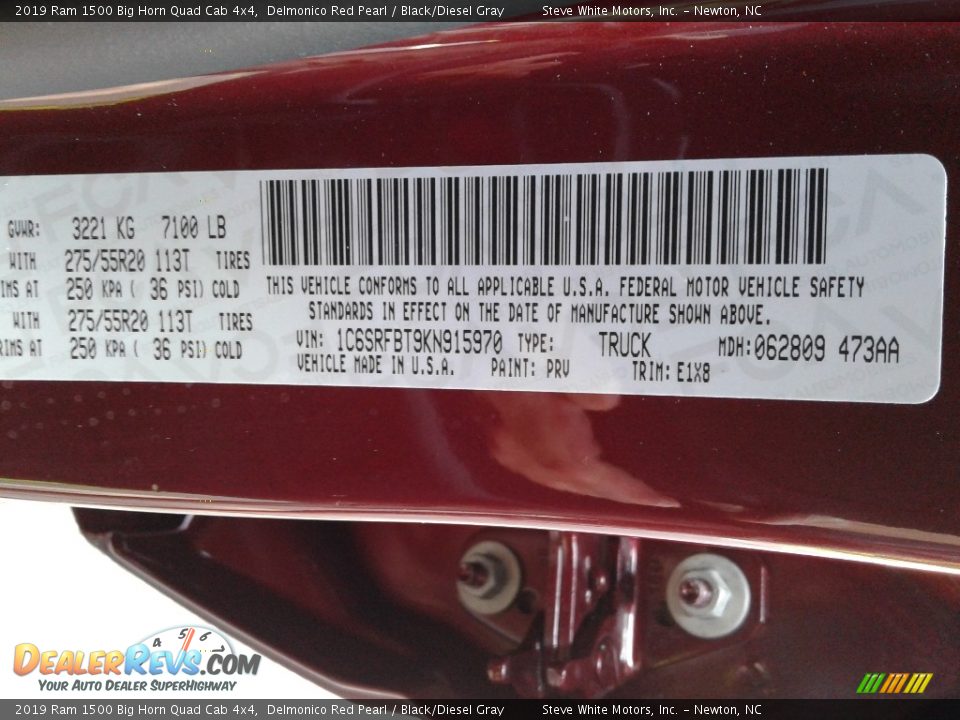 2019 Ram 1500 Big Horn Quad Cab 4x4, Delmonico Red Pearl / Black/Diesel Gray Steve White Motors, Inc. - Newton, NC
GVWR: 3221 KG 7100 LB
WITH 275/55R20 113T TIRES
IMS AT 250 KPA ( 36 PSI) COLD
WITH 275/55R20 113T TIRES
RIMS AT 250 KPA ( 36 PSI) COLD
THIS VEHICLE CONFORMS TO ALL APPLICABLE U.S.A. FEDERAL MOTOR VEHICLE SAFETY
STANDARDS IN EFFECT ON THE DATE OF MANUFACTURE SHOWN ABOVE.
VIN: 1C6SRFBT9KN915970 TYPE: TRUCK MDH: 062809 473AA
VEHICLE MADE IN U.S.A. PAINT: PRV TRIM: E1X8
4 5 6
DealerRevs.com
Your Auto Dealer SuperHighway
2019 Ram 1500 Big Horn Quad Cab 4x4, Delmonico Red Pearl / Black/Diesel Gray Steve White Motors, Inc. - Newton, NC